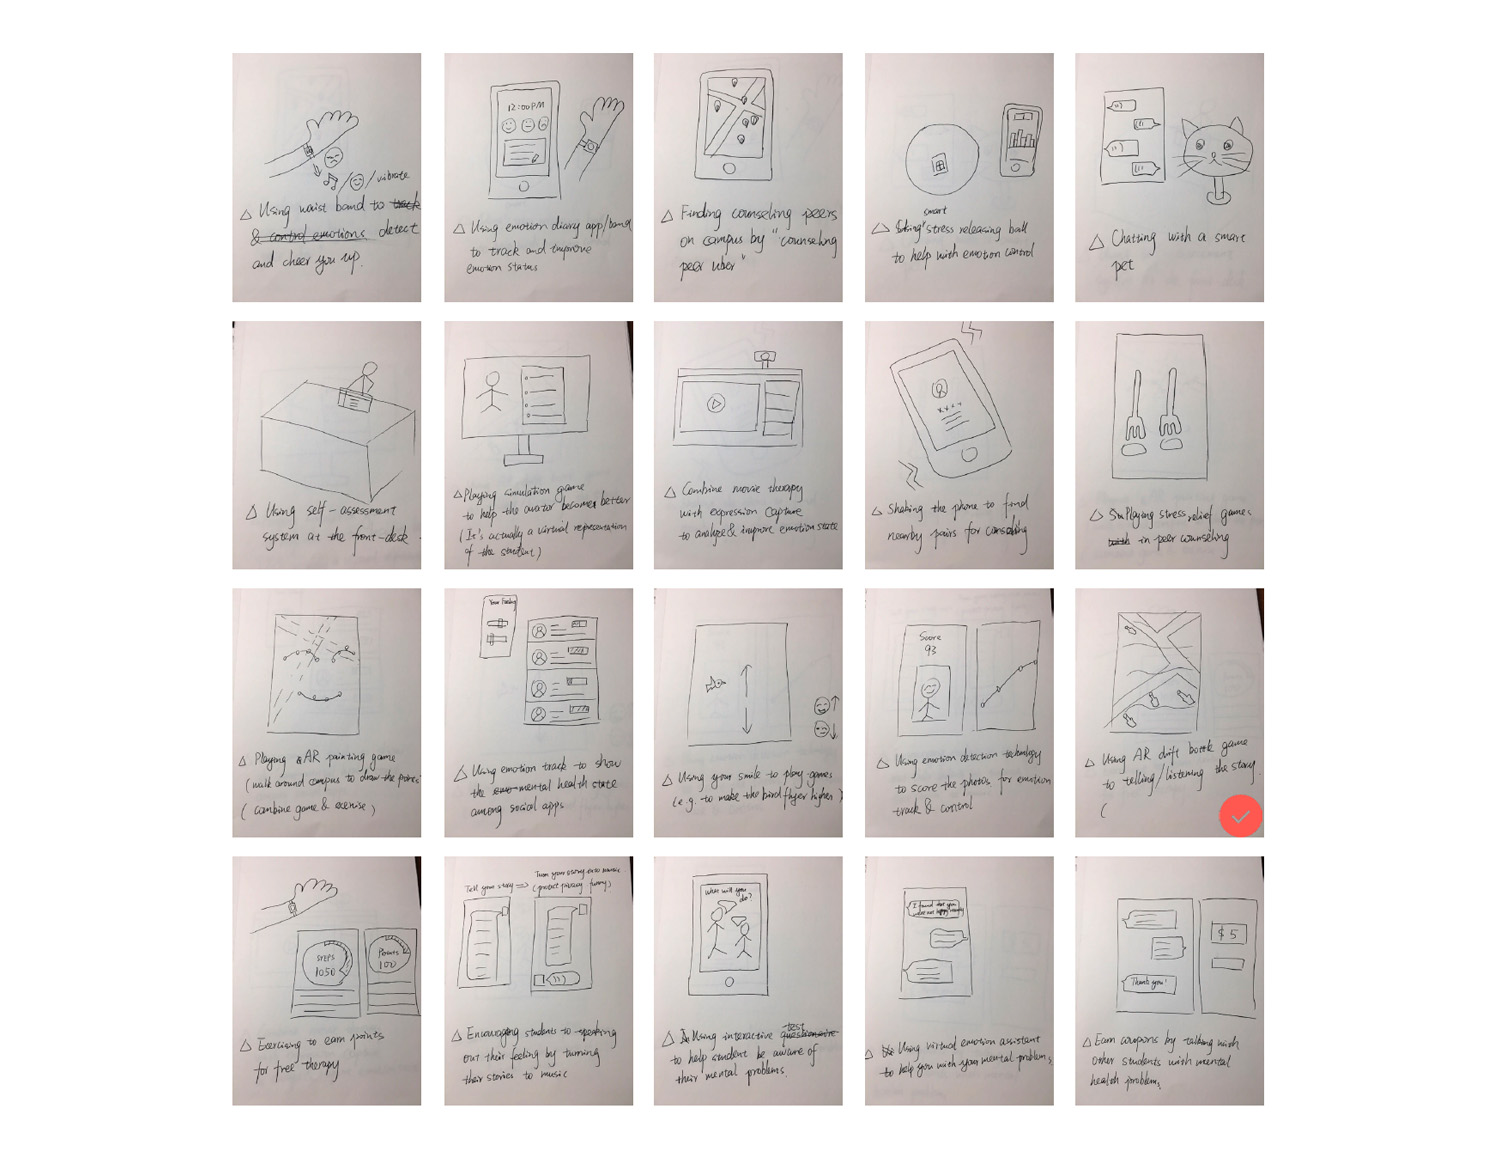 /vibrate
△ Using waist band to track
& control emotions detect
and cheer you up.
12:00PM
△ Using emotion diary app/band
to track and improve
emotion status
△ Finding counseling peers
on campus by "counseling
peer uber"
smart
△ stress releasing ball
to help with emotion control
△ Chatting with a smart
pet
△ Using self-assessment
system at the front-desk.
△ Playing simulation game
to help the avatar become better
(It's actually a virtual representation
of the student)
△ Combine movie therapy
with expression capture
to analyze & improve emotion state
△ Shaking the phone to find
nearby pairs for
△ Playing stress relief games
in peer counseling
△ Playing AR painting game
(walk around campus to draw the
(combine game & exercise)
Your Feeling
△ Using emotion track to show
the emo mental health state
among social apps
△ Using your smile to play games
(e.g. to make the bird flyer higher)
Score
93
△ Using emotion detection technology
to score the photos for emotion
track & control
△ Using AR drift bottle game
to telling/listening the story.
(
STEPS
1050
Points
100
△ Exercising to earn points
for free therapy
Tell your story ⇒
Turn your story into music
(protect privacy funny)
△ Encouraging students to speaking
out their feeling by turning
their stories to music
What will you
do?
test
△ Using interactive questionnaire
to help student be aware of
their mental problems.
I found that you
were not happy
△ Using virtual emotion assistant
to help you with your mental problems
Thank you!
$5
△ Earn coupons by talking with
other students with mental
health problems